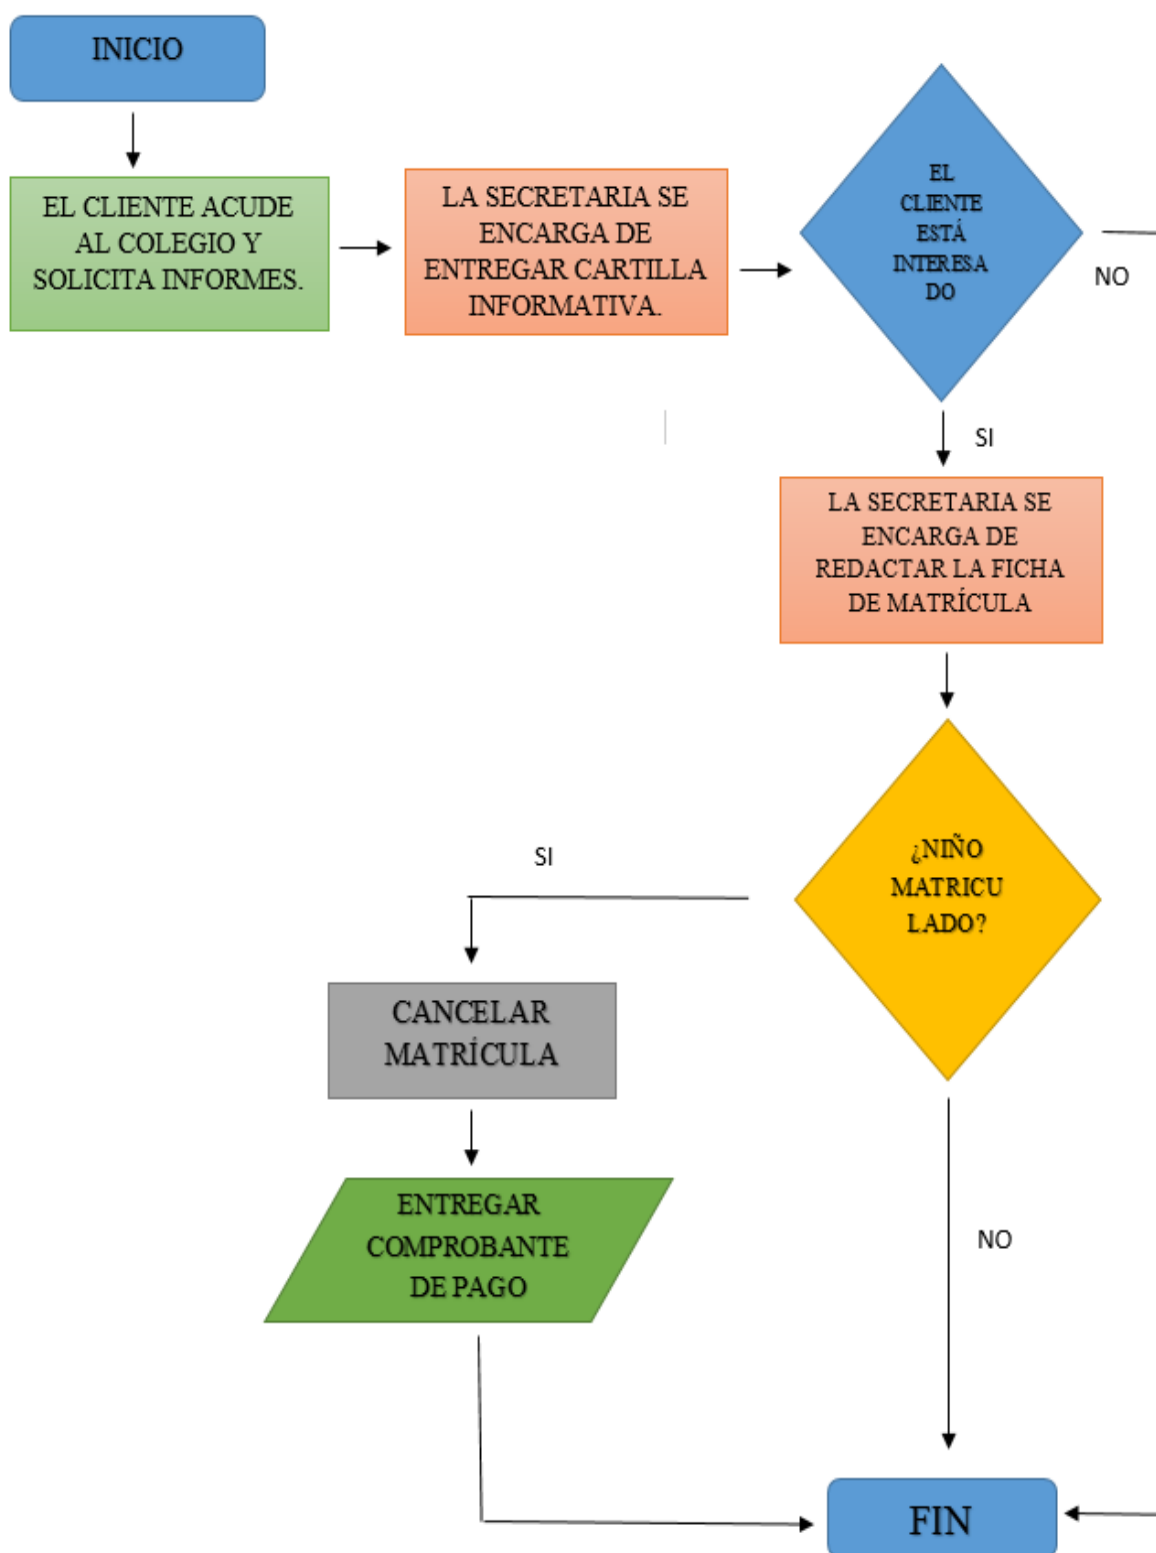 INICIO
EL CLIENTE ACUDE
AL COLEGIO Y
SOLICITA INFORMES.
LA SECRETARIA SE
ENCARGA DE
ENTREGAR CARTILLA
INFORMATIVA.
EL
CLIENTE
ESTÁ
INTERESA
DO
NO
SI
LA SECRETARIA SE
ENCARGA DE
REDACTAR LA FICHA
DE MATRÍCULA
¿NIÑO
MATRICU
LADO?
SI
CANCELAR
MATRÍCULA
ENTREGAR
COMPROBANTE
DE PAGO
NO
FIN